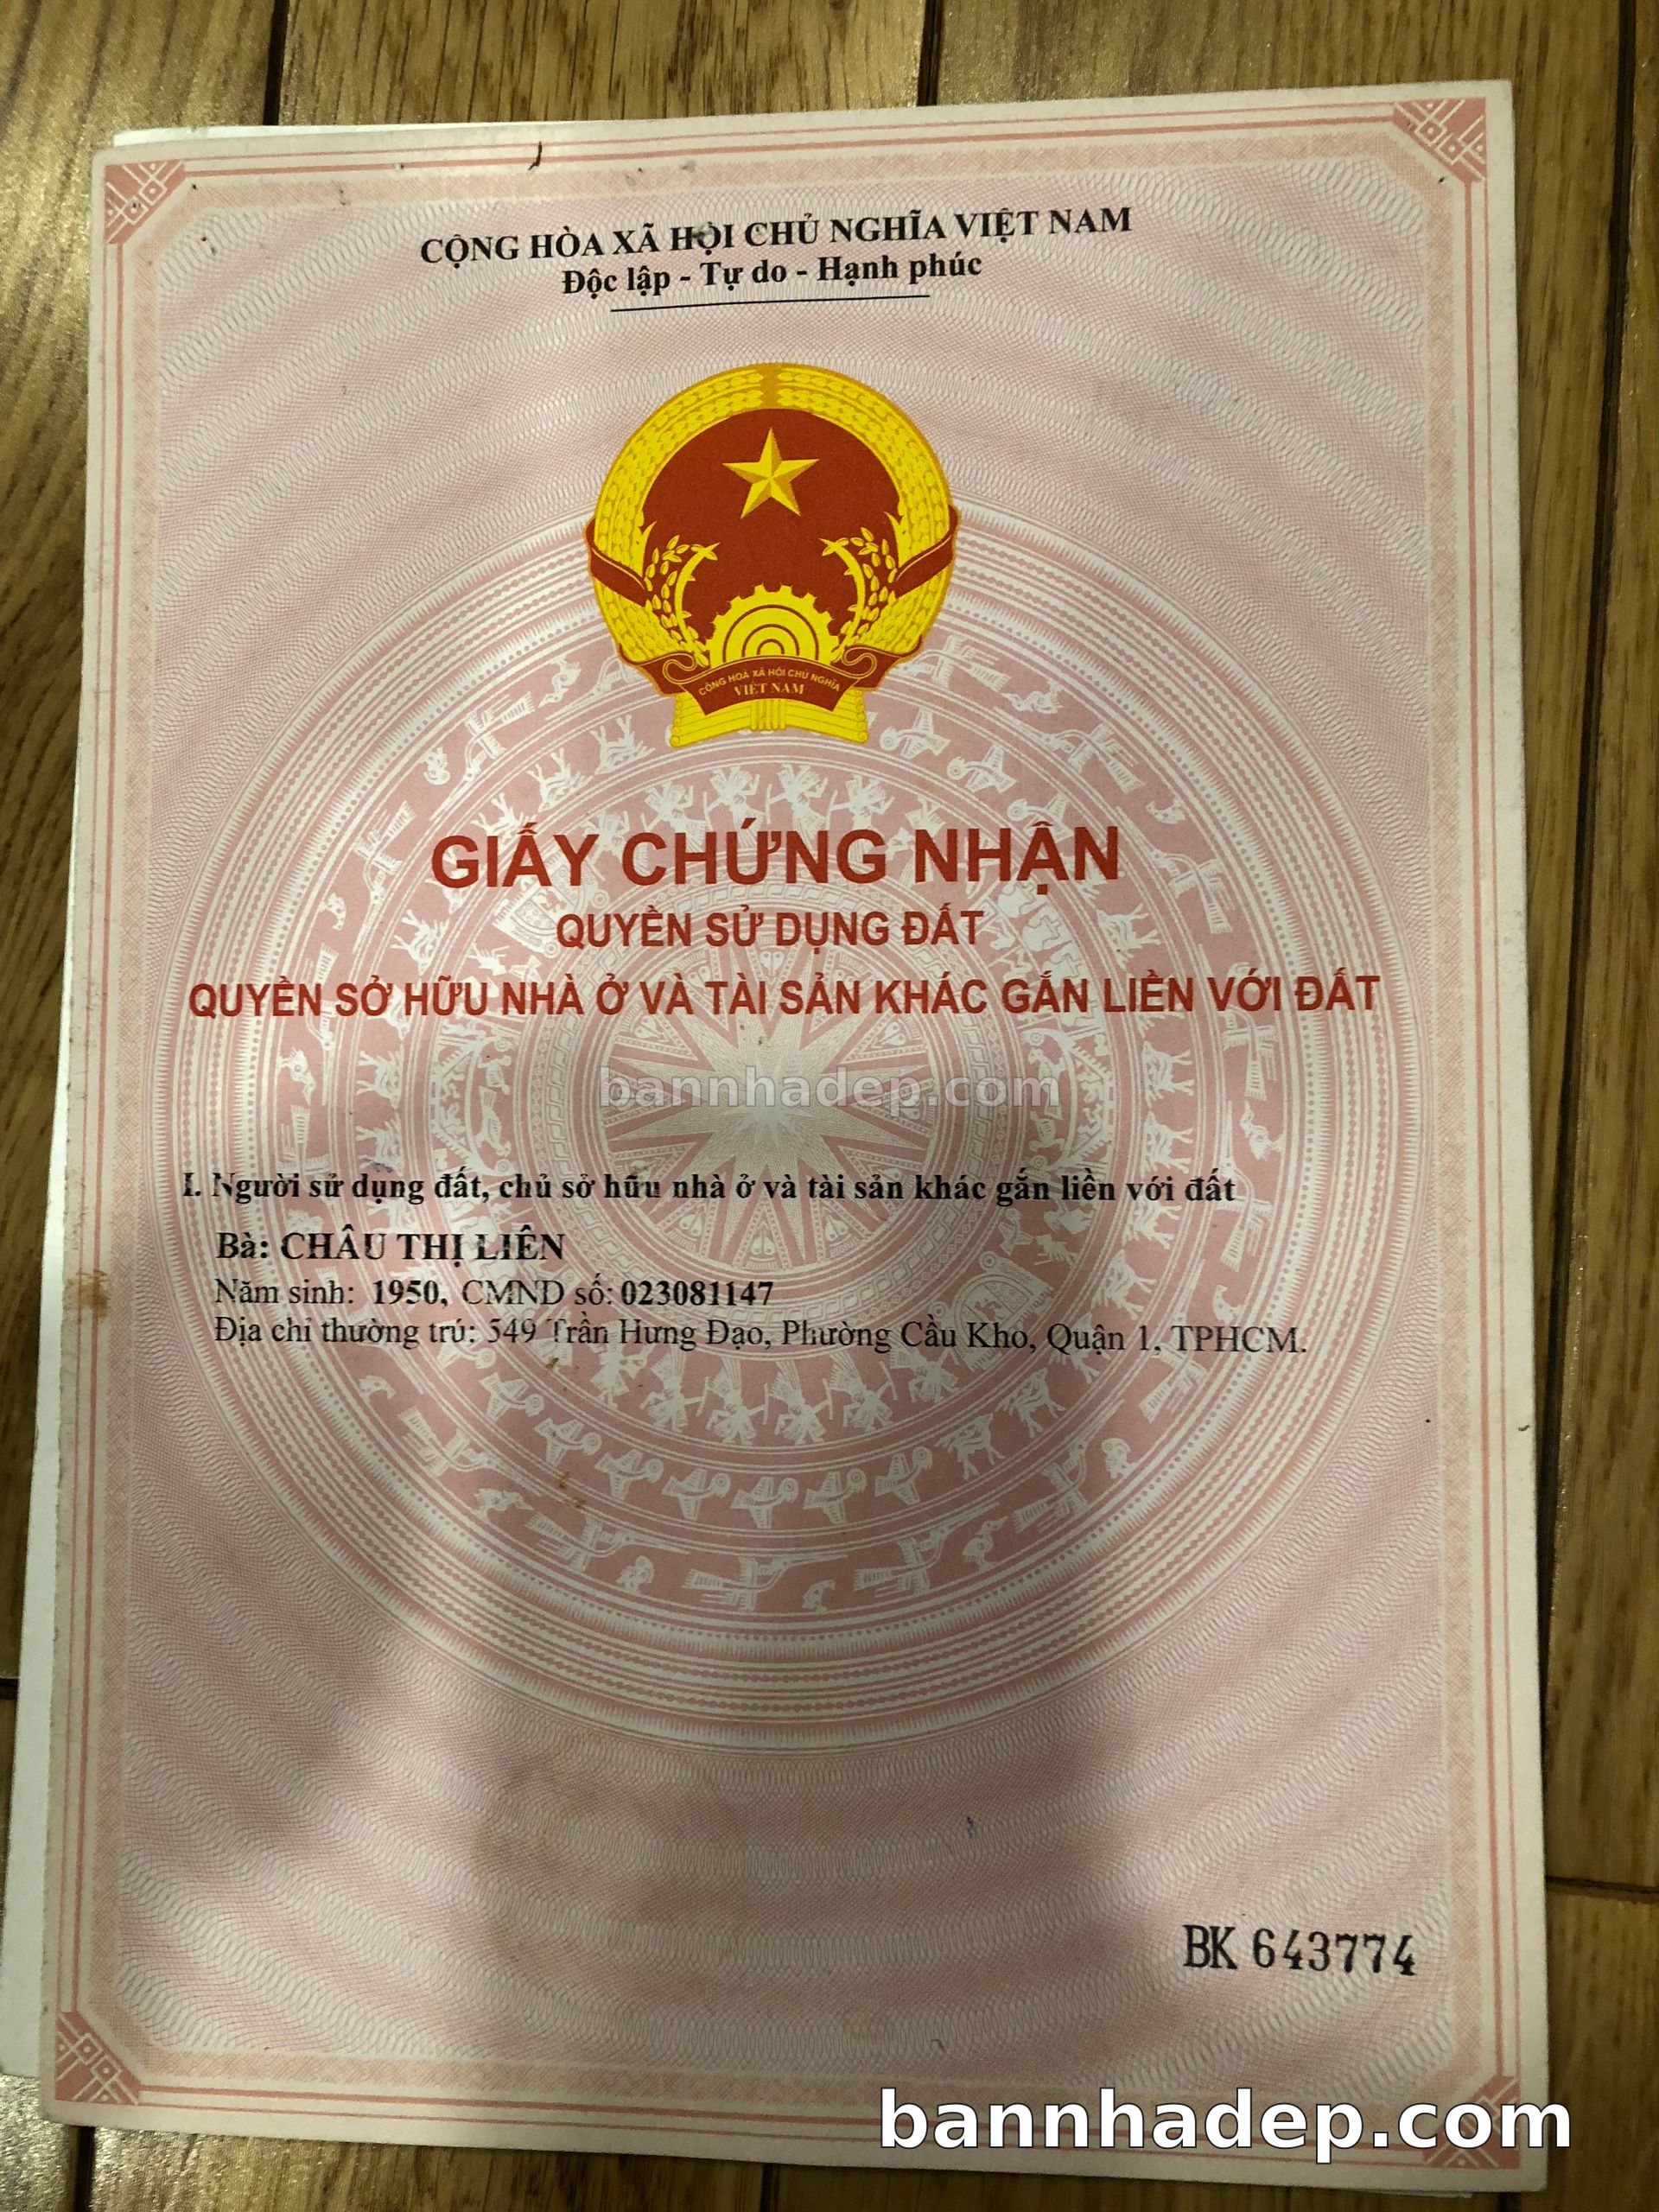 CỘNG HÒA XÃ HỘI CHỦ NGHĨA VIỆT NAM
Độc lập - Tự do - Hạnh phúc
CỘNG HOÀ XÃ HỘI CHỦ NGHĨA
VIỆT NAM
GIẤY CHỨNG NHẬN
QUYỀN SỬ DỤNG ĐẤT
QUYỀN SỞ HỮU NHÀ Ở VÀ TÀI SẢN KHÁC GẮN LIỀN VỚI ĐẤT
bannhadep.com
I. Người sử dụng đất, chủ sở hữu nhà ở và tài sản khác gắn liền với đất
Bà: CHÂU THỊ LIÊN
Năm sinh: 1950, CMND số: 023081147
Địa chỉ thường trú: 549 Trần Hưng Đạo, Phường Cầu Kho, Quận 1, TPHCM.
BK 643774
bannhadep.com